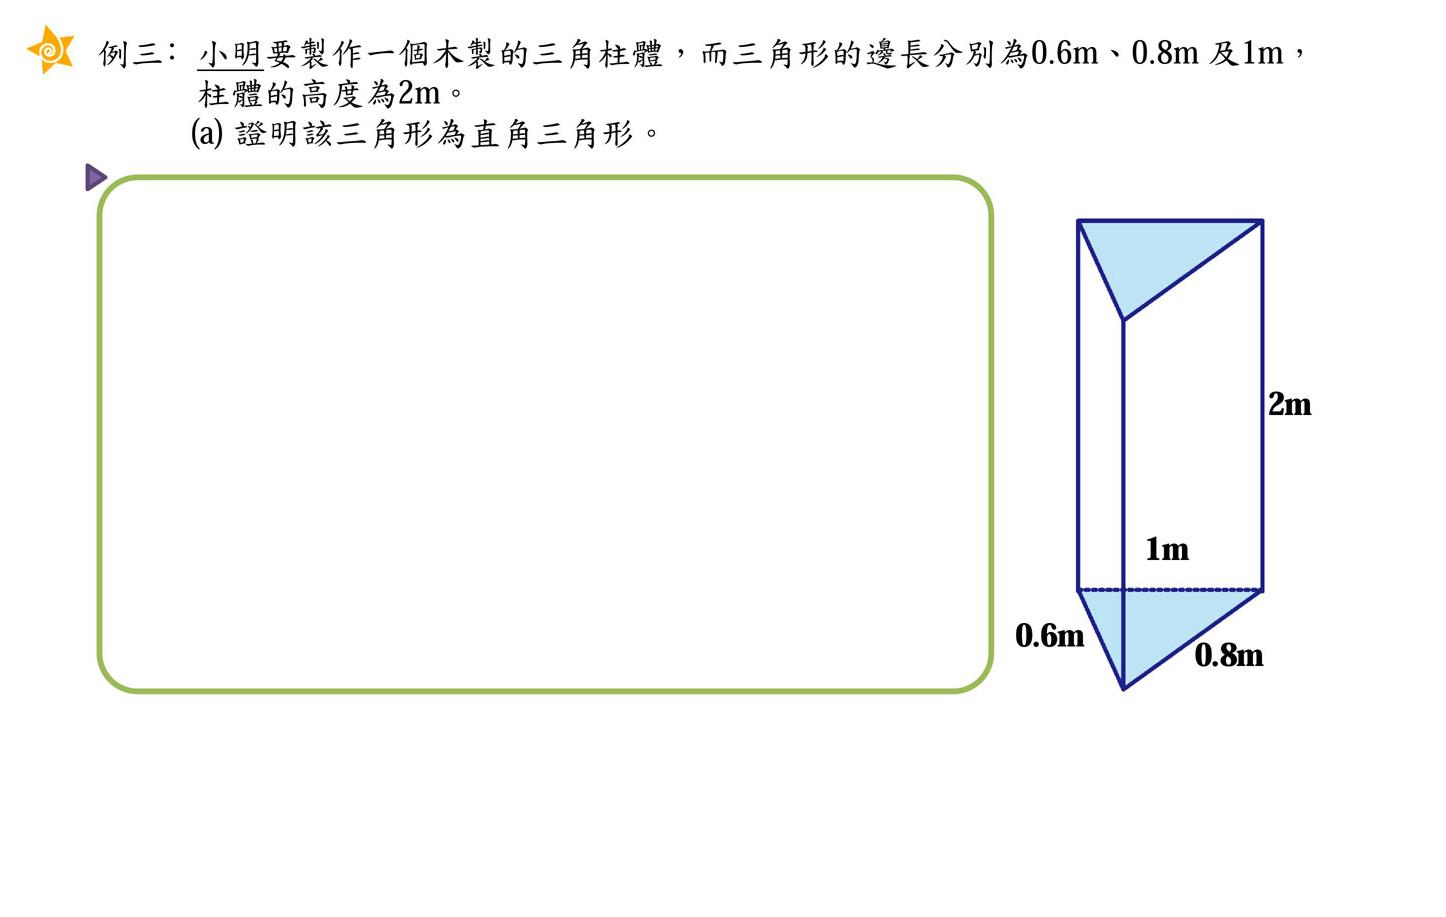 例三：小明要製作一個木製的三角柱體，而三角形的邊長分別為0.6m、0.8m 及1m，
柱體的高度為2m。
(a) 證明該三角形為直角三角形。
2m
1m
0.6m
0.8m